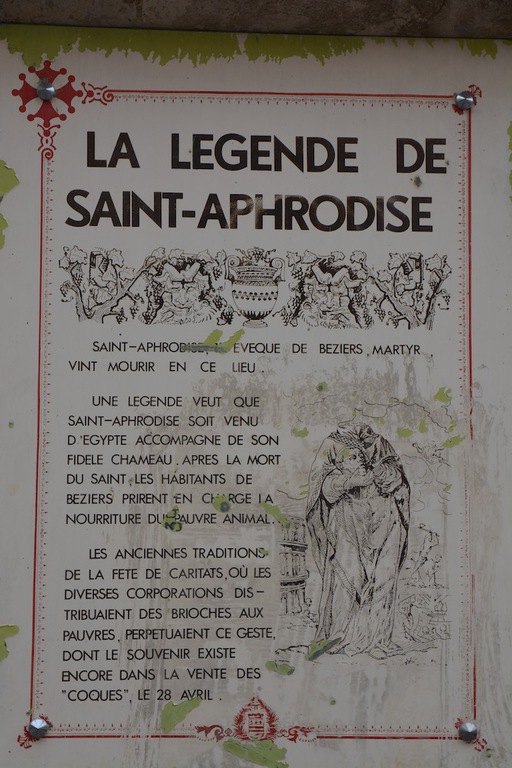 LA LEGENDE DE
SAINT-APHRODISE
SAINT-APHRODISE, EVEQUE DE BEZIERS, MARTYR,
VINT MOURIR EN CE LIEU.
UNE LEGENDE VEUT QUE
SAINT-APHRODISE SOIT VENU
D'EGYPTE ACCOMPAGNE DE SON
FIDELE CHAMEAU. APRES LA MORT
DU SAINT, LES HABITANTS DE
BEZIERS PRIRENT EN CHARGE LA
NOURRITURE DU PAUVRE ANIMAL.
LES ANCIENNES TRADITIONS
DE LA FETE DE CARITATS, OÙ LES
DIVERSES CORPORATIONS DIS-
TRIBUAIENT DES BRIOCHES AUX
PAUVRES, PERPETUAIENT CE GESTE,
DONT LE SOUVENIR EXISTE
ENCORE DANS LA VENTE DES
"COQUES", LE 28 AVRIL.